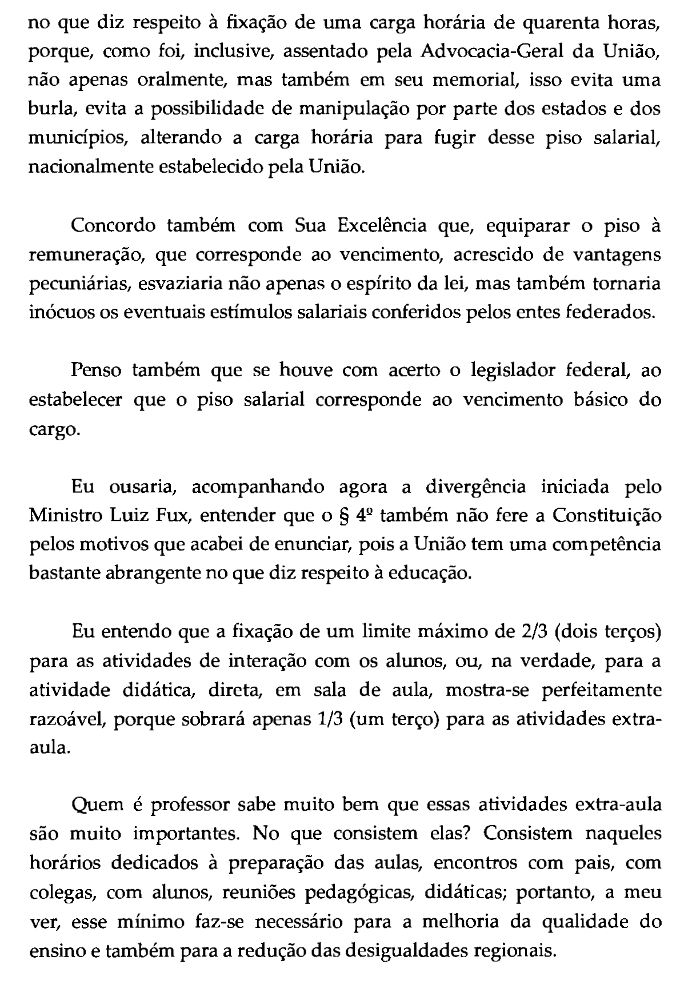 no que diz respeito à fixação de uma carga horária de quarenta horas,
porque, como foi, inclusive, assentado pela Advocacia-Geral da União,
não apenas oralmente, mas também em seu memorial, isso evita uma
burla, evita a possibilidade de manipulação por parte dos estados e dos
municípios, alterando a carga horária para fugir desse piso salarial,
nacionalmente estabelecido pela União.
Concordo também com Sua Excelência que, equiparar o piso à
remuneração, que corresponde ao vencimento, acrescido de vantagens
pecuniárias, esvaziaria não apenas o espírito da lei, mas também tornaria
inócuos os eventuais estímulos salariais conferidos pelos entes federados.
Penso também que se houve com acerto o legislador federal, ao
estabelecer que o piso salarial corresponde ao vencimento básico do
cargo.
Eu ousaria, acompanhando agora a divergência iniciada pelo
Ministro Luiz Fux, entender que o § 4º também não fere a Constituição
pelos motivos que acabei de enunciar, pois a União tem uma competência
bastante abrangente no que diz respeito à educação.
Eu entendo que a fixação de um limite máximo de 2/3 (dois terços)
para as atividades de interação com os alunos, ou, na verdade, para a
atividade didática, direta, em sala de aula, mostra-se perfeitamente
razoável, porque sobrará apenas 1/3 (um terço) para as atividades extra-
aula.
Quem é professor sabe muito bem que essas atividades extra-aula
são muito importantes. No que consistem elas? Consistem naqueles
horários dedicados à preparação das aulas, encontros com pais, com
colegas, com alunos, reuniões pedagógicas, didáticas; portanto, a meu
ver, esse mínimo faz-se necessário para a melhoria da qualidade do
ensino e também para a redução das desigualdades regionais.